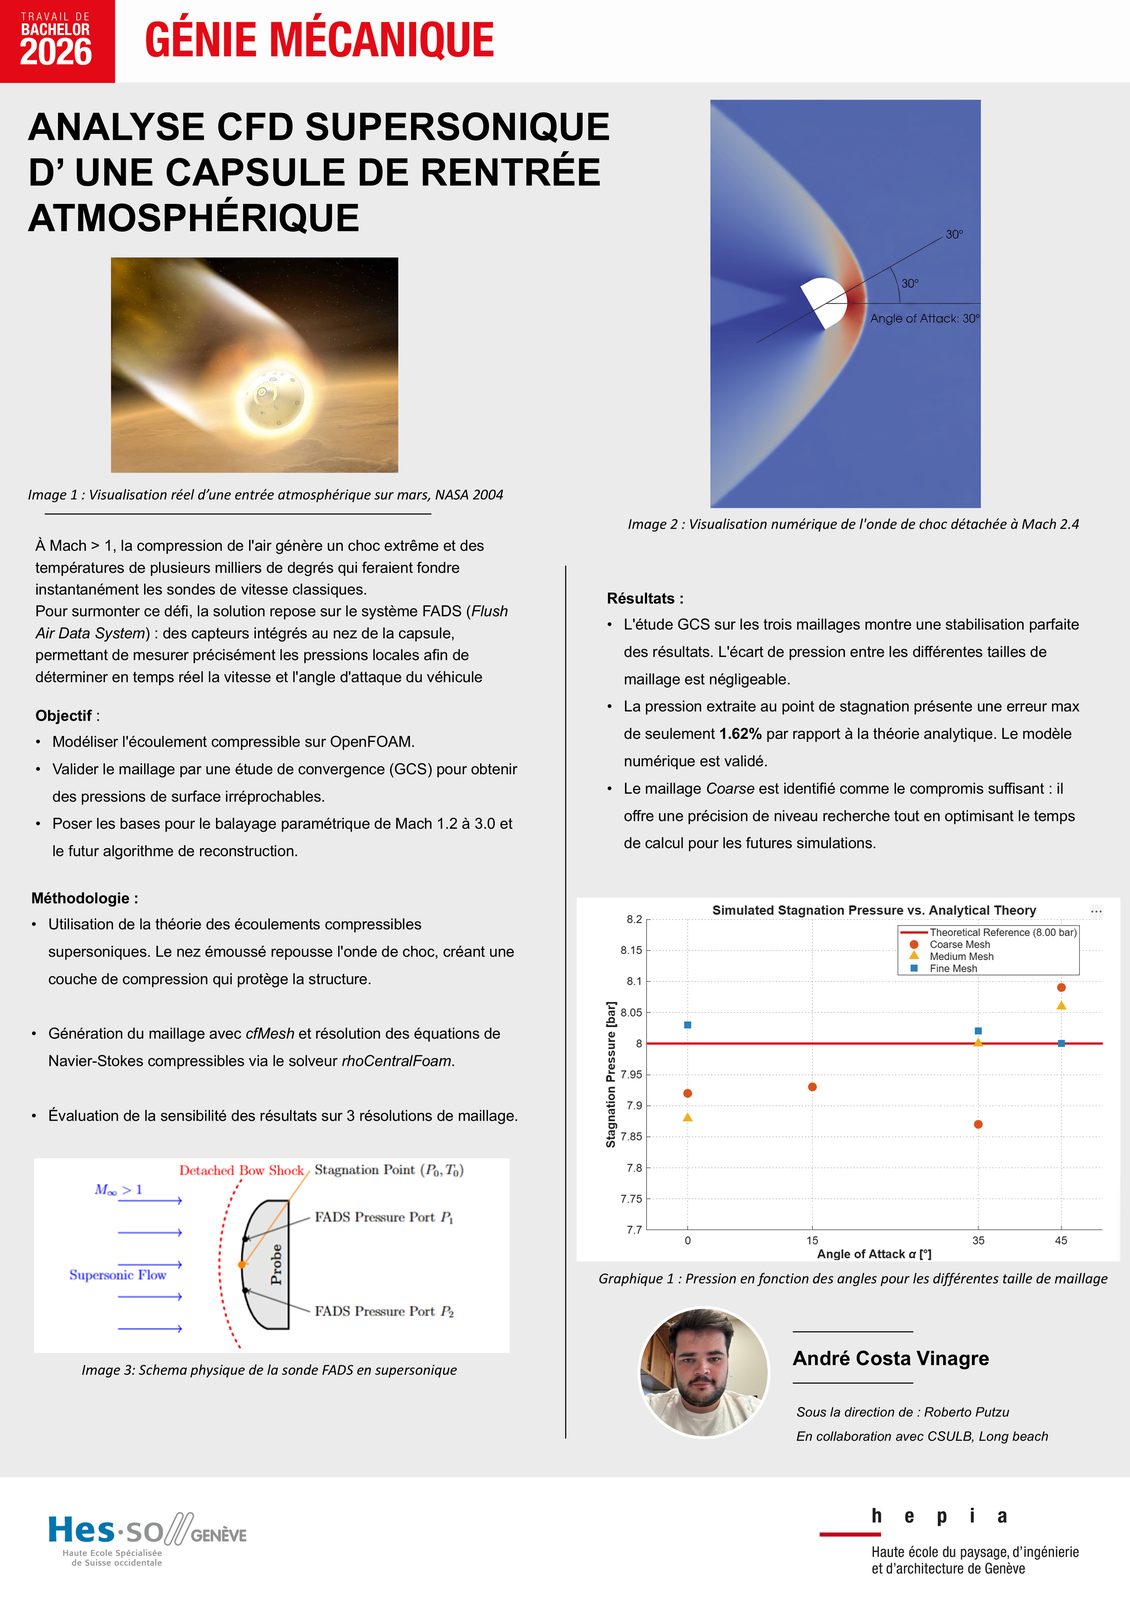 TRAVAIL DE
BACHELOR
2026
GÉNIE MÉCANIQUE
ANALYSE CFD SUPERSONIQUE
D’ UNE CAPSULE DE RENTRÉE
ATMOSPHÉRIQUE
Image 1 : Visualisation réel d’une entrée atmosphérique sur mars, NASA 2004
30°
30°
Angle of Attack: 30°
Image 2 : Visualisation numérique de l'onde de choc détachée à Mach 2.4
À Mach > 1, la compression de l'air génère un choc extrême et des
températures de plusieurs milliers de degrés qui feraient fondre
instantanément les sondes de vitesse classiques.
Pour surmonter ce défi, la solution repose sur le système FADS (Flush
Air Data System) : des capteurs intégrés au nez de la capsule,
permettant de mesurer précisément les pressions locales afin de
déterminer en temps réel la vitesse et l'angle d'attaque du véhicule
Objectif :
• Modéliser l'écoulement compressible sur OpenFOAM.
• Valider le maillage par une étude de convergence (GCS) pour obtenir
des pressions de surface irréprochables.
• Poser les bases pour le balayage paramétrique de Mach 1.2 à 3.0 et
le futur algorithme de reconstruction.
Méthodologie :
• Utilisation de la théorie des écoulements compressibles
supersoniques. Le nez émoussé repousse l'onde de choc, créant une
couche de compression qui protège la structure.
• Génération du maillage avec cfMesh et résolution des équations de
Navier-Stokes compressibles via le solveur rhoCentralFoam.
• Évaluation de la sensibilité des résultats sur 3 résolutions de maillage.
Detached Bow Shock
Stagnation Point (P₀, T₀)
M∞ > 1
FADS Pressure Port P₁
Probe
Supersonic Flow
FADS Pressure Port P₂
Image 3: Schema physique de la sonde FADS en supersonique
Résultats :
• L'étude GCS sur les trois maillages montre une stabilisation parfaite
des résultats. L'écart de pression entre les différentes tailles de
maillage est négligeable.
• La pression extraite au point de stagnation présente une erreur max
de seulement 1.62% par rapport à la théorie analytique. Le modèle
numérique est validé.
• Le maillage Coarse est identifié comme le compromis suffisant : il
offre une précision de niveau recherche tout en optimisant le temps
de calcul pour les futures simulations.
Simulated Stagnation Pressure vs. Analytical Theory
...
Theoretical Reference (8.00 bar)
Coarse Mesh
Medium Mesh
Fine Mesh
Stagnation Pressure [bar]
8.2
8.15
8.1
8.05
8
7.95
7.9
7.85
7.8
7.75
7.7
0 15 35 45
Angle of Attack α [°]
Graphique 1 : Pression en fonction des angles pour les différentes taille de maillage
André Costa Vinagre
Sous la direction de : Roberto Putzu
En collaboration avec CSULB, Long beach
Hes·so GENÈVE
Haute Ecole Spécialisée
de Suisse occidentale
h e p i a
Haute école du paysage, d’ingénierie
et d’architecture de Genève